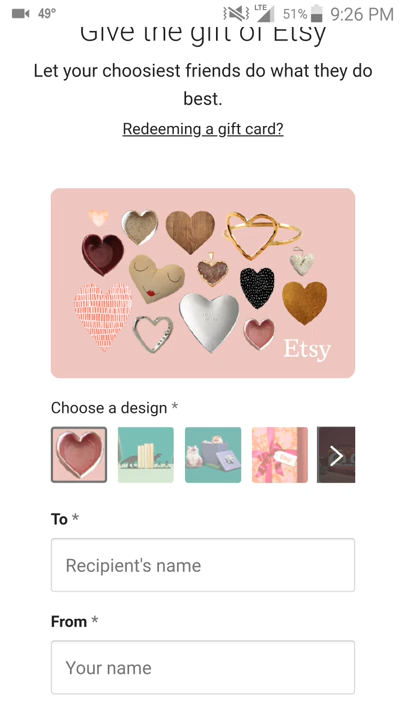 49°
LTE
51%
9:26 PM
Give the gift of Etsy
Let your choosiest friends do what they do
best.
Redeeming a gift card?
Etsy
Choose a design *
To *
Recipient's name
From *
Your name